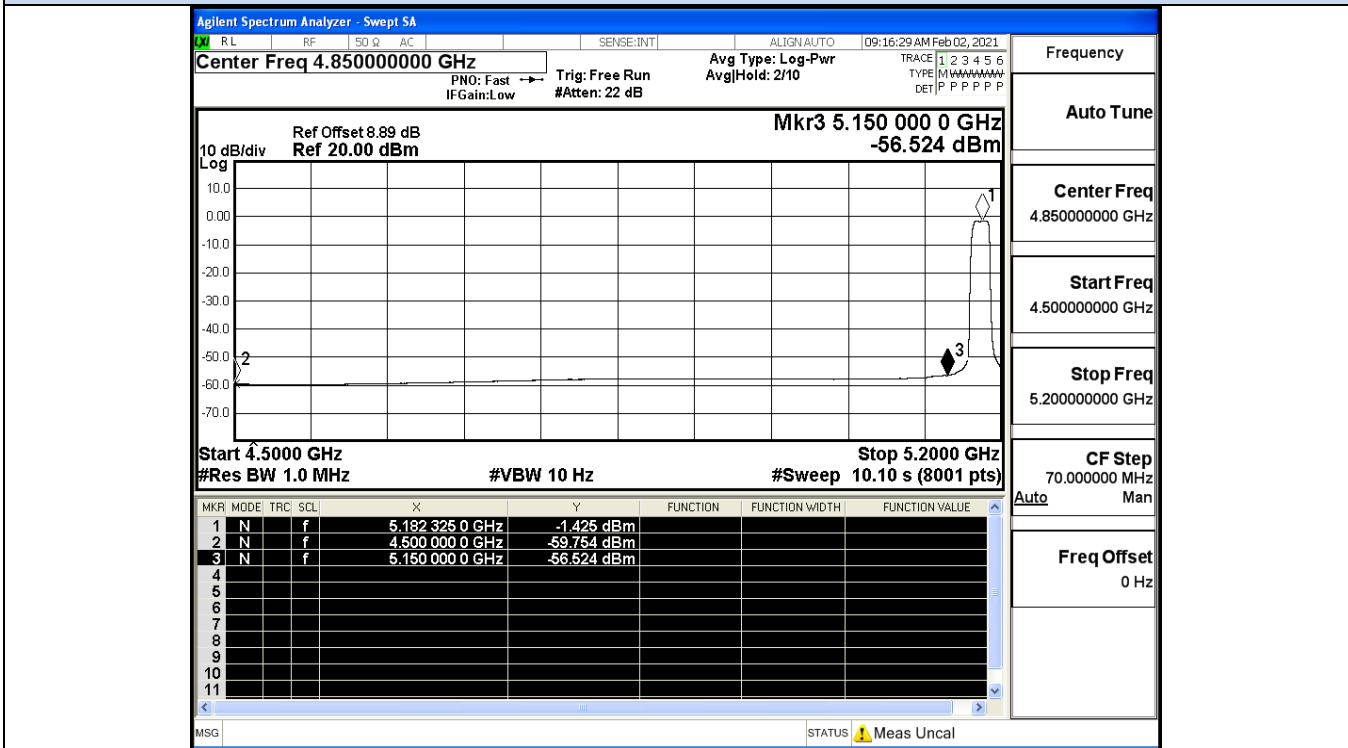 Agilent Spectrum Analyzer - Swept SA
LXI RL RF 50 Ω AC SENSE:INT ALIGN AUTO 09:16:29 AM Feb 02, 2021
Center Freq 4.850000000 GHz
PNO: Fast
IFGain:Low
Trig: Free Run
#Atten: 22 dB
Avg Type: Log-Pwr
Avg|Hold: 2/10
TRACE 1 2 3 4 5 6
TYPE M
DET P P P P P P
Mkr3 5.150 000 0 GHz
-56.524 dBm
Ref Offset 8.89 dB
10 dB/div Ref 20.00 dBm
Log
10.0
0.00
-10.0
-20.0
-30.0
-40.0
-50.0
-60.0
-70.0
1
2
3
Start 4.5000 GHz Stop 5.2000 GHz
#Res BW 1.0 MHz #VBW 10 Hz #Sweep 10.10 s (8001 pts)
MKR MODE TRC SCL X Y FUNCTION FUNCTION WIDTH FUNCTION VALUE
1 N f 5.182 325 0 GHz -1.425 dBm
2 N f 4.500 000 0 GHz -59.754 dBm
3 N f 5.150 000 0 GHz -56.524 dBm
4
5
6
7
8
9
10
11
MSG STATUS Meas Uncal
Frequency
Auto Tune
Center Freq
4.850000000 GHz
Start Freq
4.500000000 GHz
Stop Freq
5.200000000 GHz
CF Step
70.000000 MHz
Auto Man
Freq Offset
0 Hz